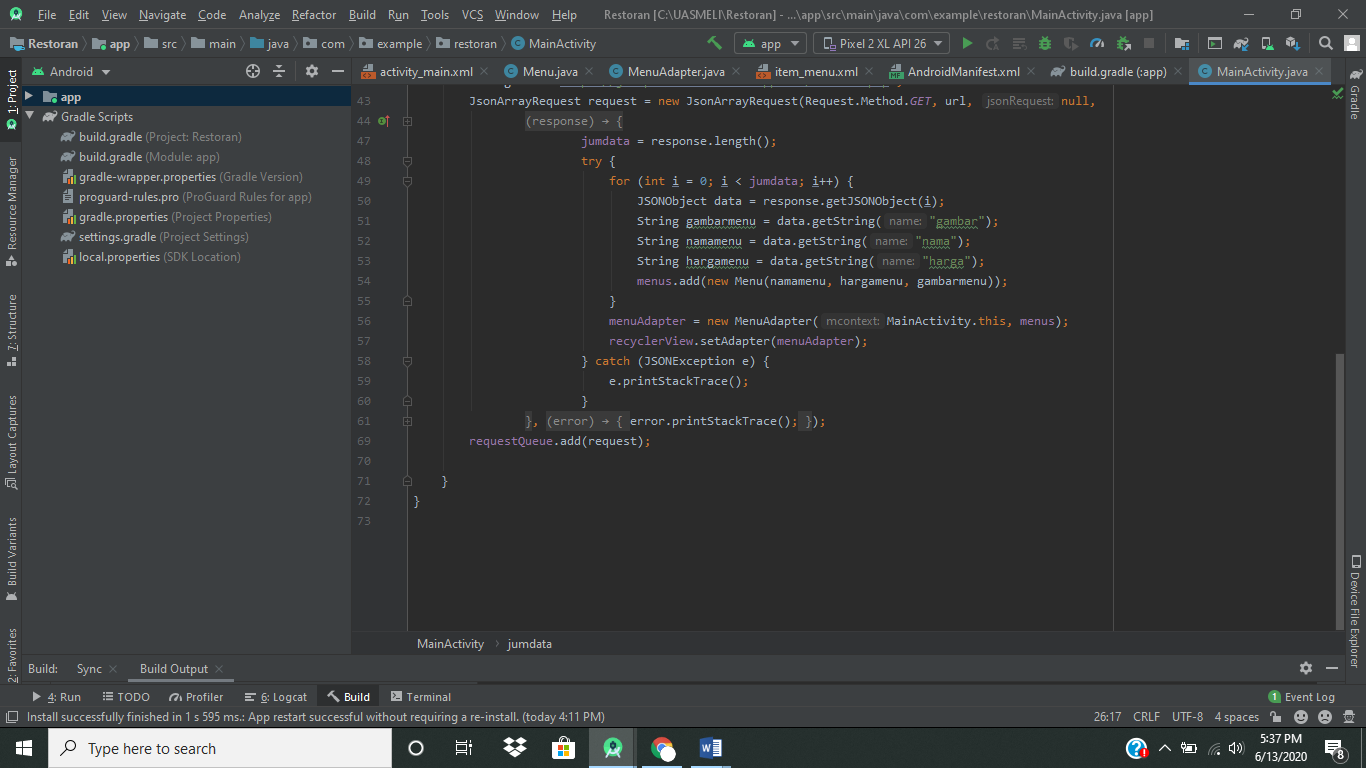 File Edit View Navigate Code Analyze Refactor Build Run Tools VCS Window Help Restoran [C:\UASMELI\Restoran] - ...\app\src\main\java\com\example\restoran\MainActivity.java [app]
Restoran app src main java com example restoran MainActivity app Pixel 2 XL API 26
Android activity_main.xml Menu.java MenuAdapter.java item_menu.xml AndroidManifest.xml build.gradle (:app) MainActivity.java
1: Project
Resource Manager
7: Structure
Layout Captures
Build Variants
2: Favorites
app
Gradle Scripts
build.gradle (Project: Restoran)
build.gradle (Module: app)
gradle-wrapper.properties (Gradle Version)
proguard-rules.pro (ProGuard Rules for app)
gradle.properties (Project Properties)
settings.gradle (Project Settings)
local.properties (SDK Location)
43 JsonArrayRequest request = new JsonArrayRequest(Request.Method.GET, url, jsonRequest: null,
44 (response) → {
47 jumdata = response.length();
48 try {
49 for (int i = 0; i < jumdata; i++) {
50 JSONObject data = response.getJSONObject(i);
51 String gambarmenu = data.getString( name: "gambar");
52 String namamenu = data.getString( name: "nama");
53 String hargamenu = data.getString( name: "harga");
54 menus.add(new Menu(namamenu, hargamenu, gambarmenu));
55 }
56 menuAdapter = new MenuAdapter( mcontext: MainActivity.this, menus);
57 recyclerView.setAdapter(menuAdapter);
58 } catch (JSONException e) {
59 e.printStackTrace();
60 }
61 }, (error) → { error.printStackTrace(); });
69 requestQueue.add(request);
70
71 }
72 }
73
MainActivity › jumdata
Gradle
Device File Explorer
Build: Sync Build Output
4: Run TODO Profiler 6: Logcat Build Terminal 1 Event Log
Install successfully finished in 1 s 595 ms.: App restart successful without requiring a re-install. (today 4:11 PM) 26:17 CRLF UTF-8 4 spaces
Type here to search
5:37 PM
6/13/2020
8